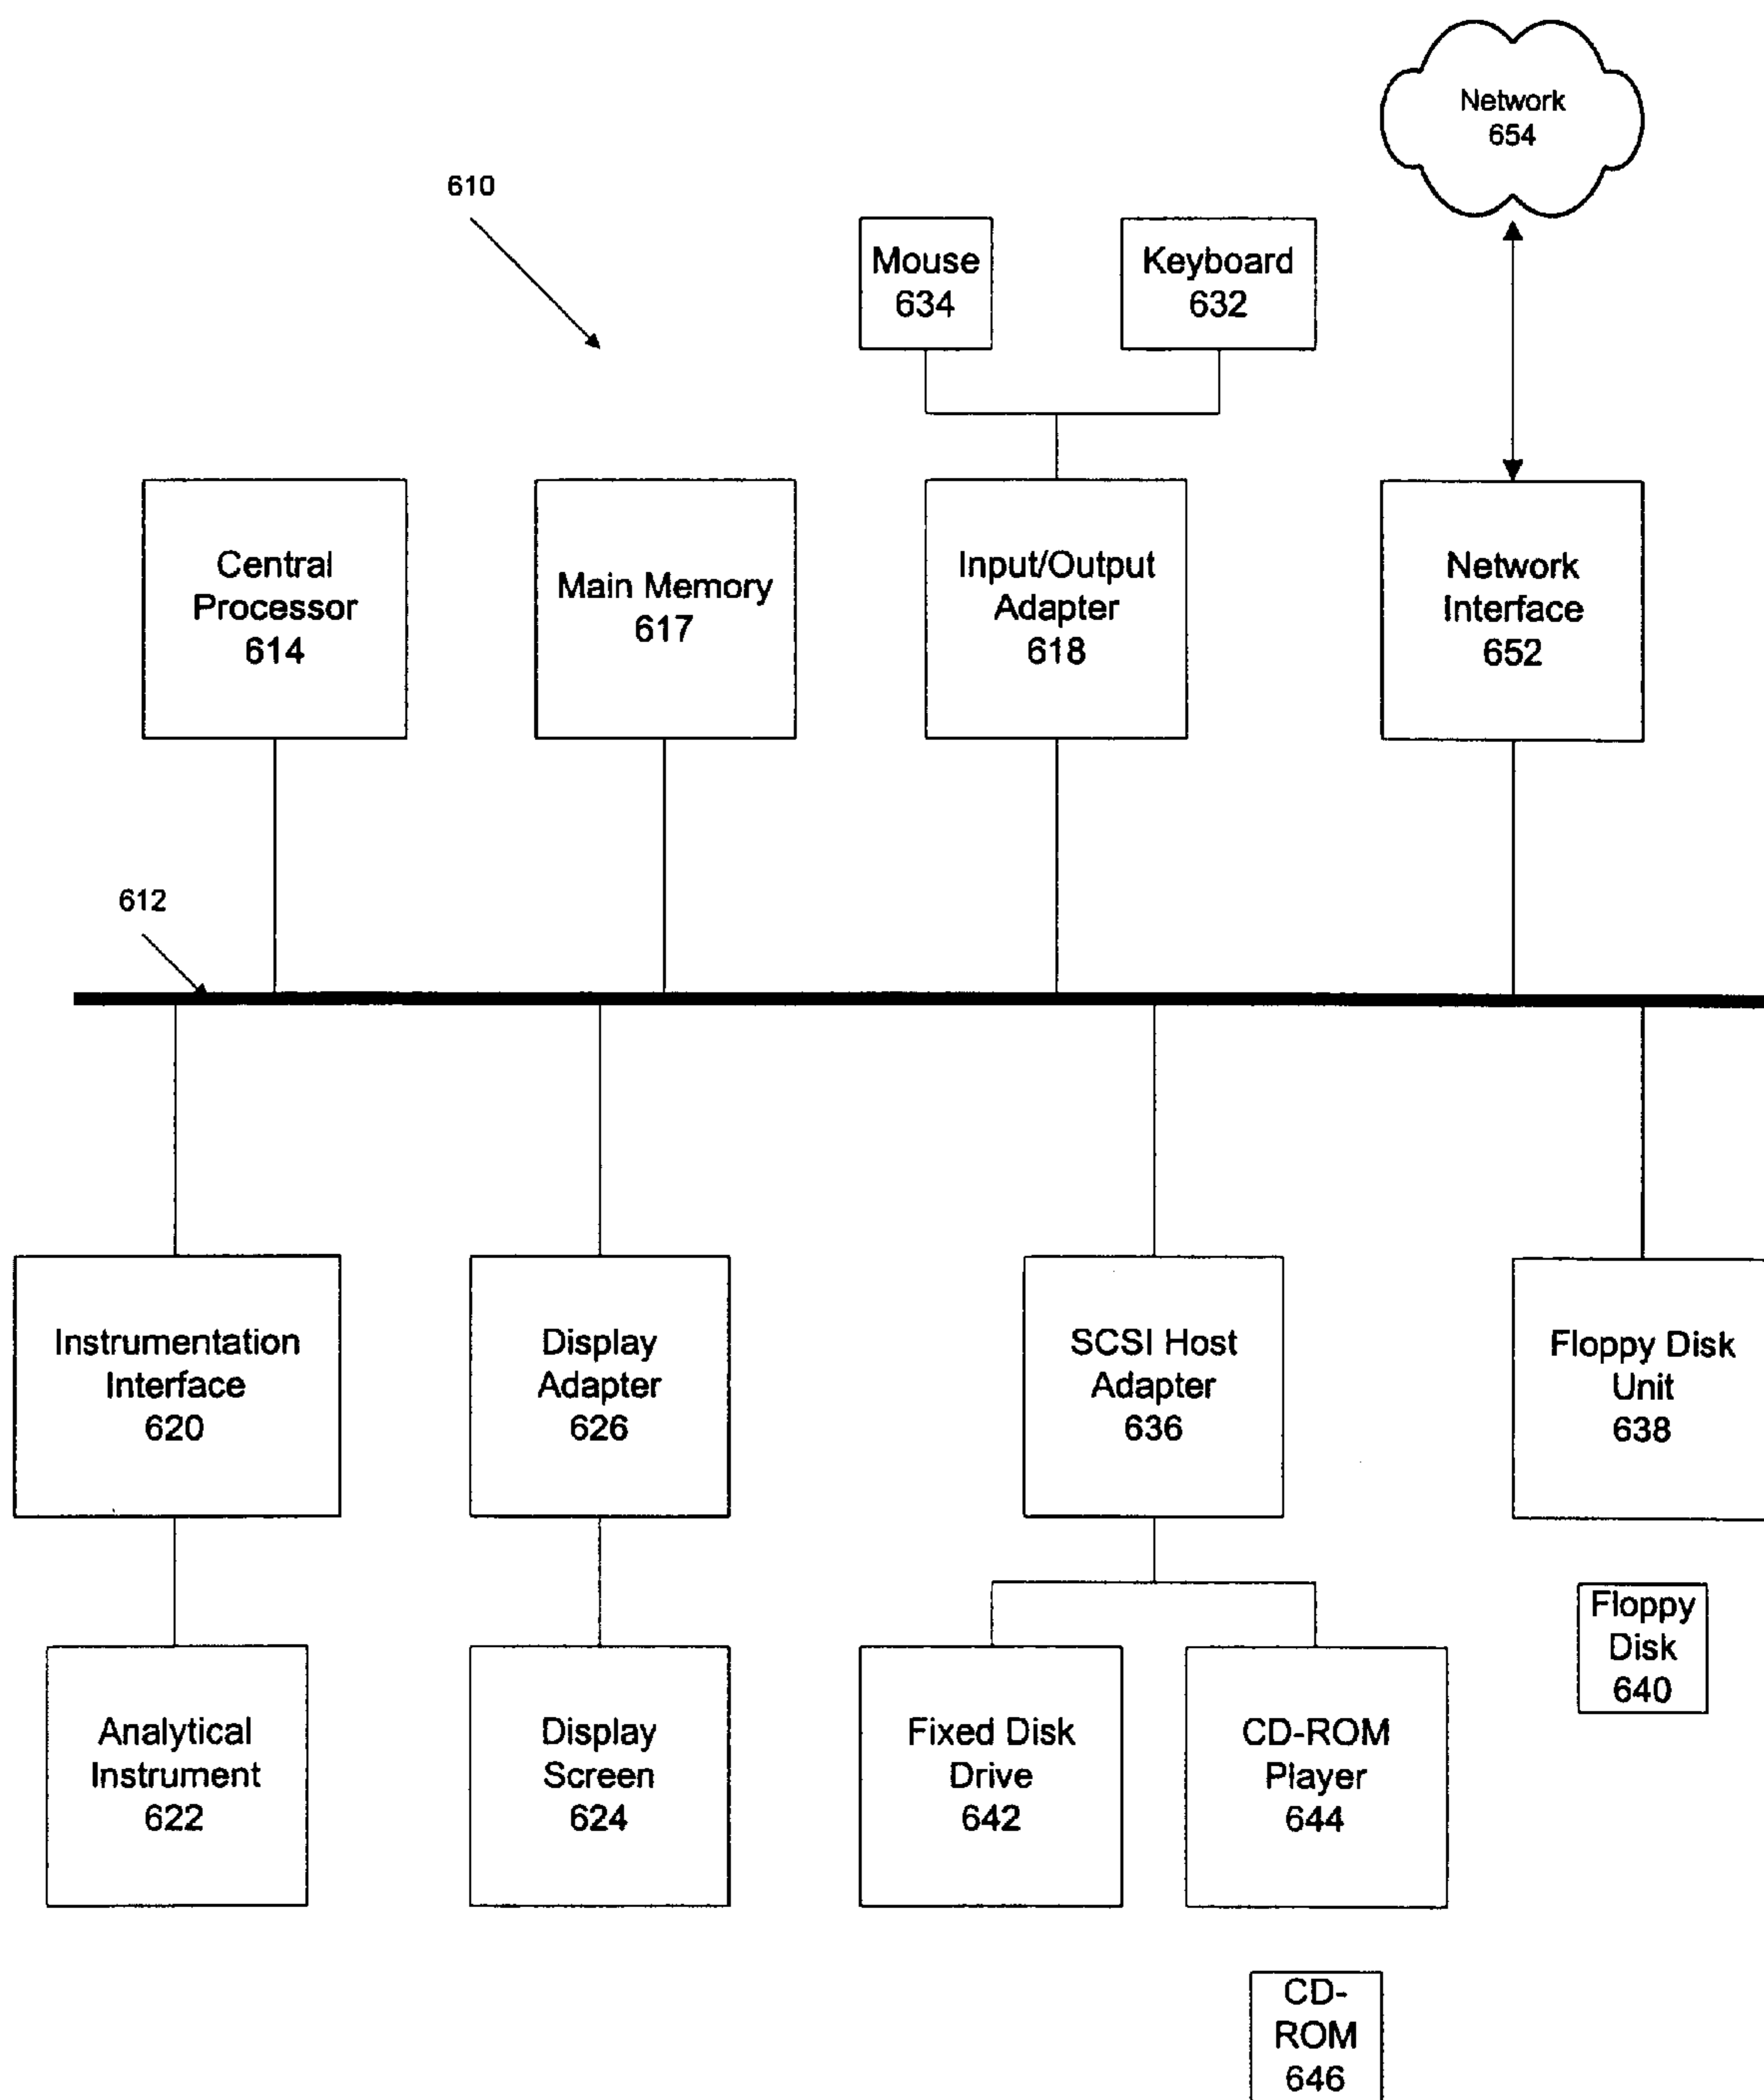 Network
654
610
Mouse
634
Keyboard
632
Central
Processor
614
Main Memory
617
Input/Output
Adapter
618
Network
Interface
652
612
Instrumentation
Interface
620
Display
Adapter
626
SCSI Host
Adapter
636
Floppy Disk
Unit
638
Floppy
Disk
640
Analytical
Instrument
622
Display
Screen
624
Fixed Disk
Drive
642
CD-ROM
Player
644
CD-
ROM
646